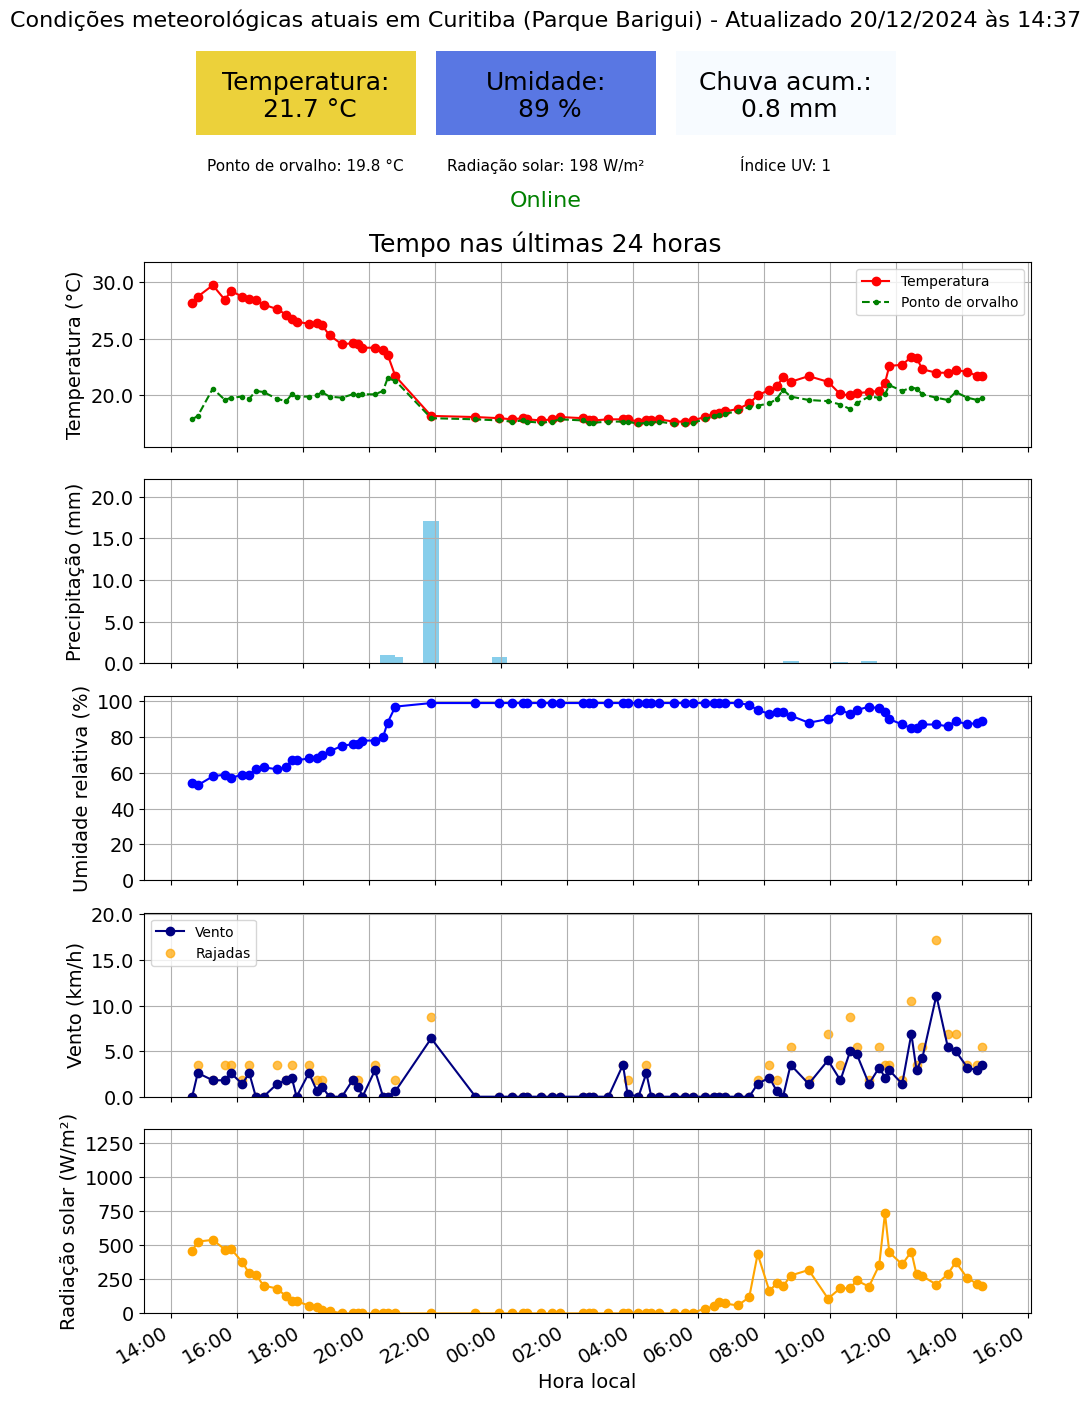 Condições meteorológicas atuais em Curitiba (Parque Barigui) - Atualizado 20/12/2024 às 14:37
Temperatura:
21.7 °C
Umidade:
89 %
Chuva acum.:
0.8 mm
Ponto de orvalho: 19.8 °C
Radiação solar: 198 W/m²
Índice UV: 1
Online
Tempo nas últimas 24 horas
Temperatura (°C)
30.0
25.0
20.0
Temperatura
Ponto de orvalho
Precipitação (mm)
20.0
15.0
10.0
5.0
0.0
Umidade relativa (%)
100
80
60
40
20
0
Vento (km/h)
20.0
15.0
10.0
5.0
0.0
Vento
Rajadas
Radiação solar (W/m²)
1250
1000
750
500
250
0
14:00
16:00
18:00
20:00
22:00
00:00
02:00
04:00
06:00
08:00
10:00
12:00
14:00
16:00
Hora local